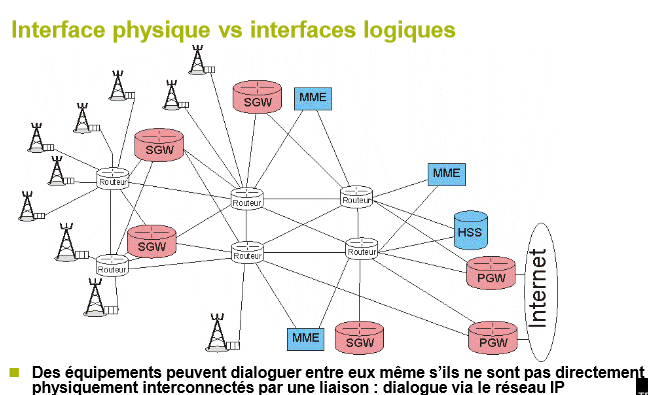 Interface physique vs interfaces logiques
SGW
MME
SGW
MME
Routeur
Routeur
Routeur
HSS
SGW
Routeur
Routeur
Routeur
PGW
Internet
MME
SGW
PGW
Des équipements peuvent dialoguer entre eux même s'ils ne sont pas directement
physiquement interconnectés par une liaison : dialogue via le réseau IP